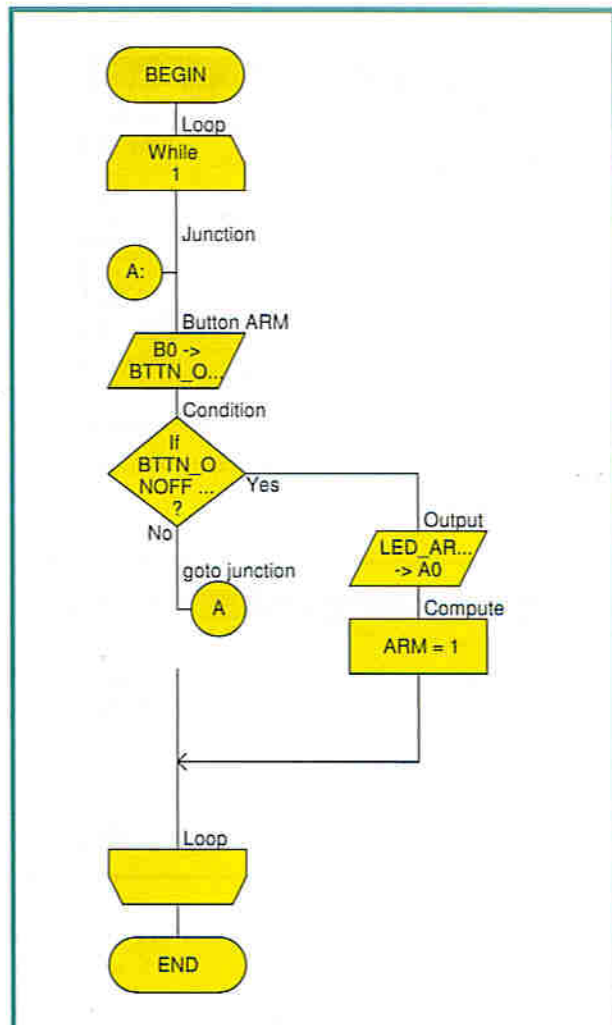 BEGIN
Loop
While
1
Junction
A:
Button ARM
B0 ->
BTTN_O...
Condition
If
BTTN_O
NOFF ...
?
Yes
No
Output
LED_AR...
-> A0
goto junction
A
Compute
ARM = 1
Loop
END